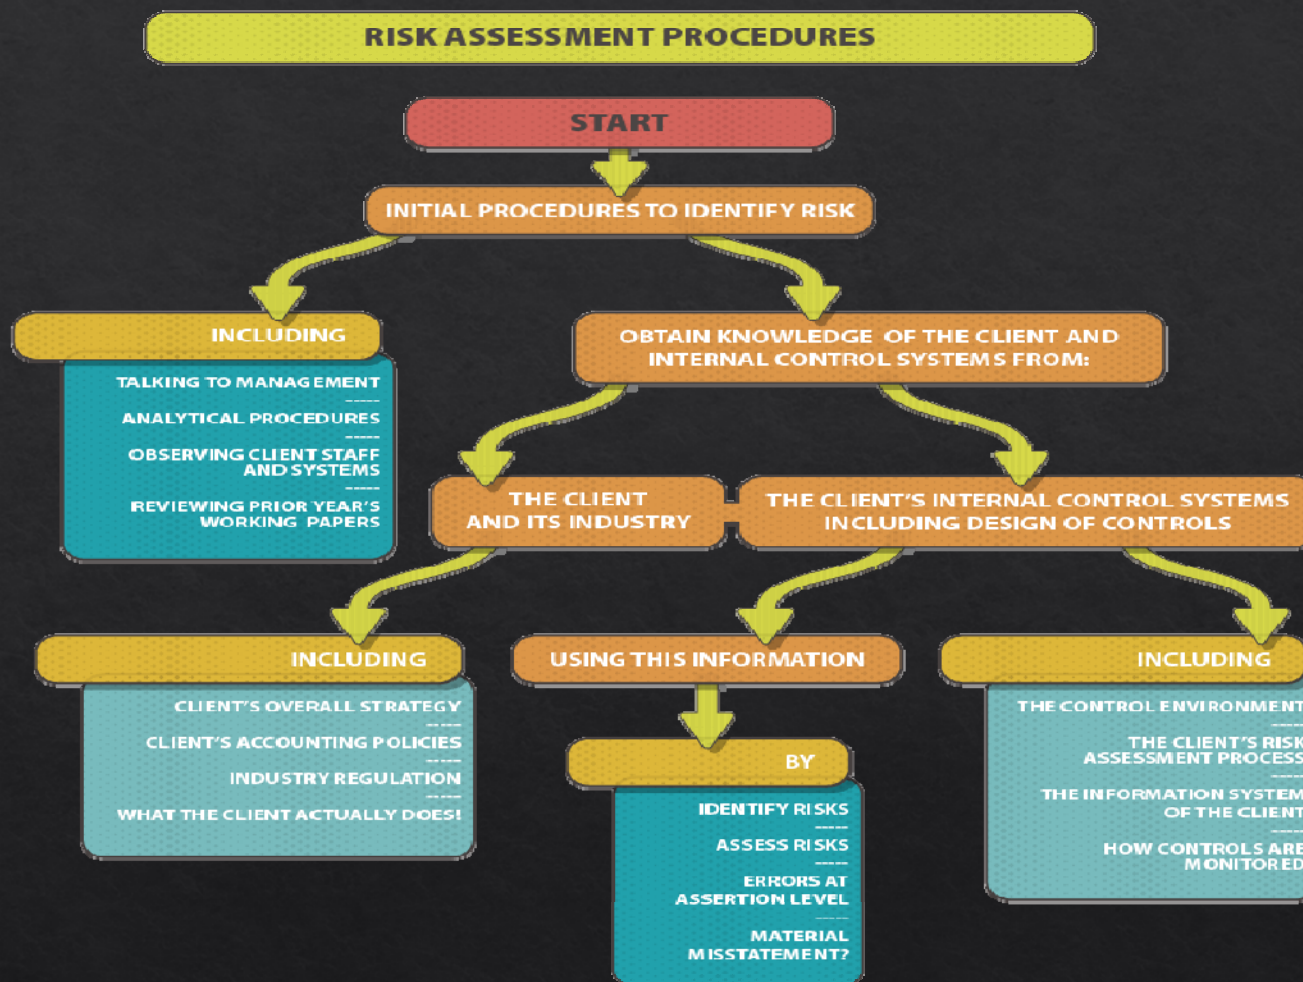 RISK ASSESSMENT PROCEDURES
START
INITIAL PROCEDURES TO IDENTIFY RISK
INCLUDING
TALKING TO MANAGEMENT
-----
ANALYTICAL PROCEDURES
-----
OBSERVING CLIENT STAFF
AND SYSTEMS
-----
REVIEWING PRIOR YEAR'S
WORKING PAPERS
OBTAIN KNOWLEDGE OF THE CLIENT AND
INTERNAL CONTROL SYSTEMS FROM:
THE CLIENT
AND ITS INDUSTRY
THE CLIENT'S INTERNAL CONTROL SYSTEMS
INCLUDING DESIGN OF CONTROLS
INCLUDING
CLIENT'S OVERALL STRATEGY
-----
CLIENT'S ACCOUNTING POLICIES
-----
INDUSTRY REGULATION
-----
WHAT THE CLIENT ACTUALLY DOES!
USING THIS INFORMATION
BY
IDENTIFY RISKS
-----
ASSESS RISKS
-----
ERRORS AT
ASSERTION LEVEL
-----
MATERIAL
MISSTATEMENT?
INCLUDING
THE CONTROL ENVIRONMENT
-----
THE CLIENT'S RISK
ASSESSMENT PROCESS
-----
THE INFORMATION SYSTEM
OF THE CLIENT
-----
HOW CONTROLS ARE
MONITORED